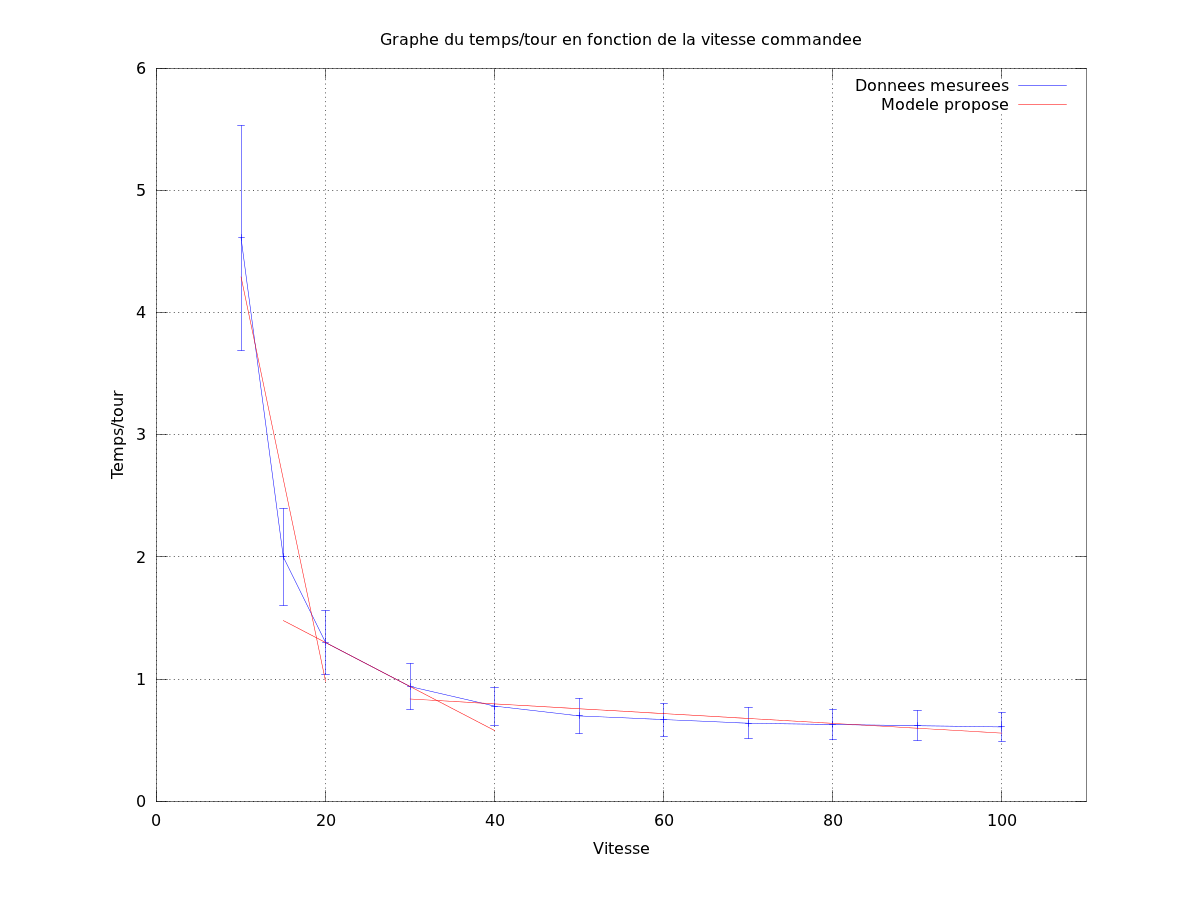 Graphe du temps/tour en fonction de la vitesse commandee
Donnees mesurees
Modele propose
6
5
4
3
2
1
0
Temps/tour
0 20 40 60 80 100
Vitesse